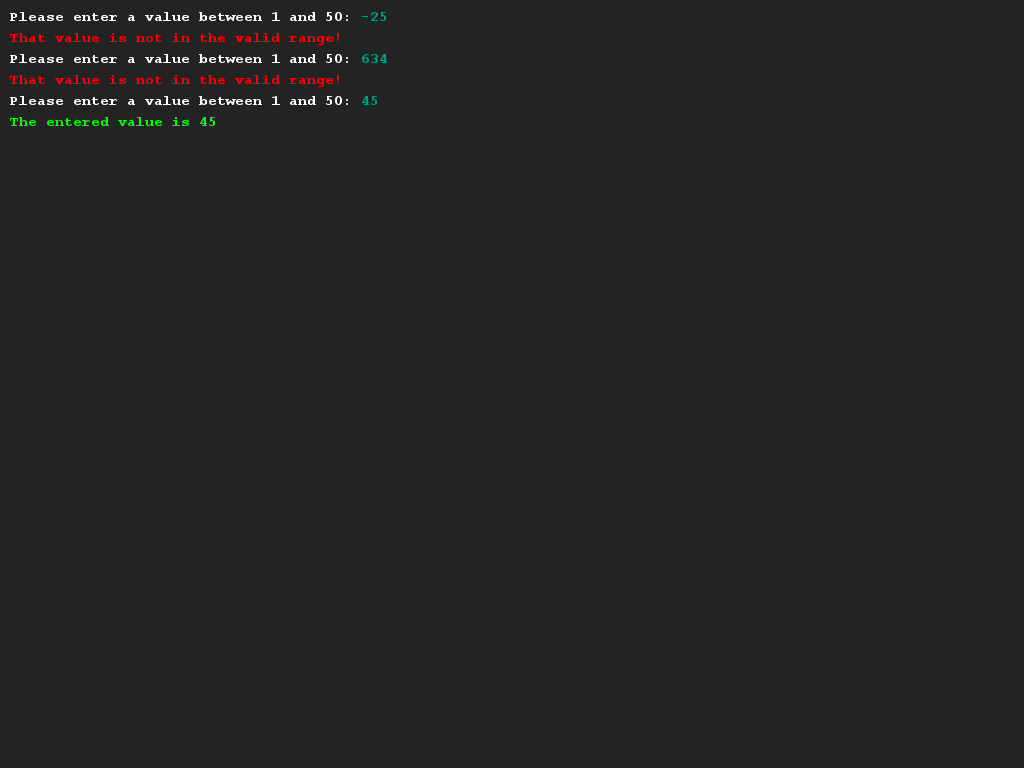 Please enter a value between 1 and 50: -25
That value is not in the valid range!
Please enter a value between 1 and 50: 634
That value is not in the valid range!
Please enter a value between 1 and 50: 45
The entered value is 45